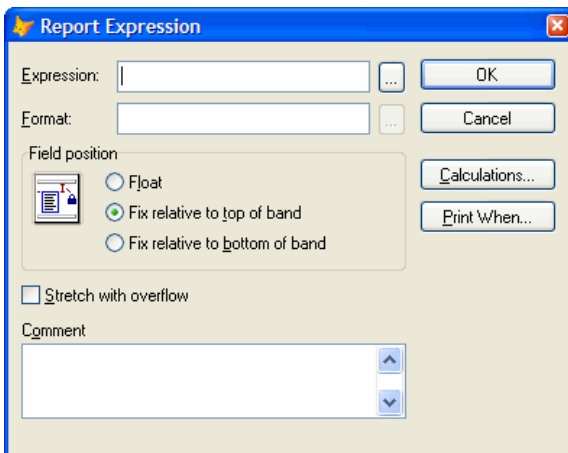 Report Expression
Expression:
...
OK
Format:
...
Cancel
Field position
Float
Fix relative to top of band
Fix relative to bottom of band
Calculations...
Print When...
Stretch with overflow
Comment